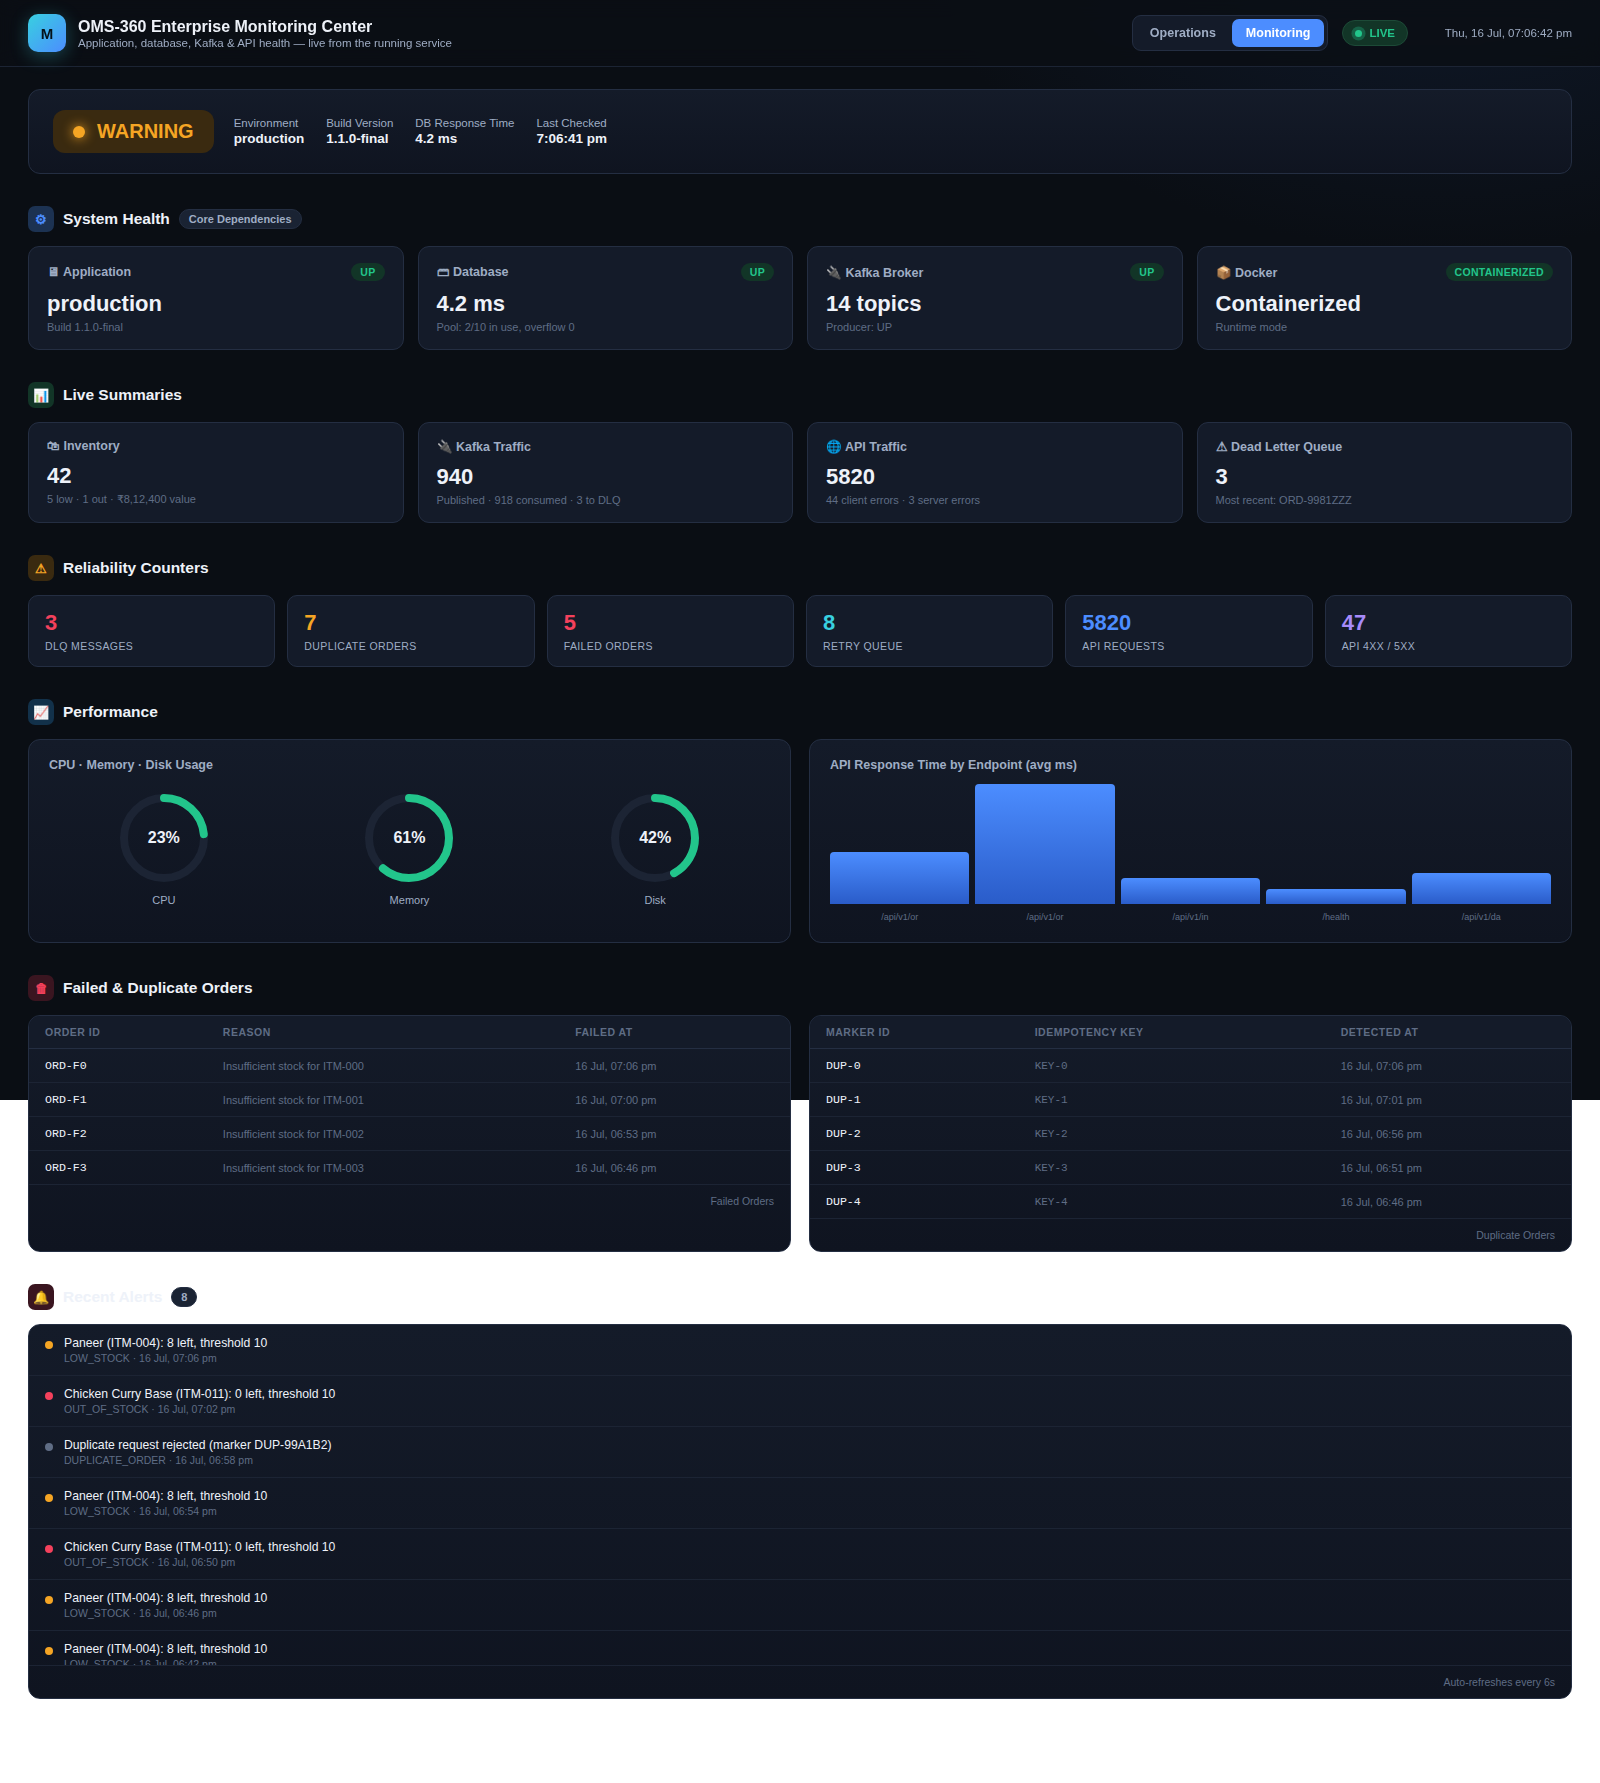 M
OMS-360 Enterprise Monitoring Center
Application, database, Kafka & API health — live from the running service
Operations
Monitoring
LIVE
Thu, 16 Jul, 07:06:42 pm
WARNING
Environment
production
Build Version
1.1.0-final
DB Response Time
4.2 ms
Last Checked
7:06:41 pm
System Health
Core Dependencies
Application
UP
production
Build 1.1.0-final
Database
UP
4.2 ms
Pool: 2/10 in use, overflow 0
Kafka Broker
UP
14 topics
Producer: UP
Docker
CONTAINERIZED
Containerized
Runtime mode
Live Summaries
Inventory
42
5 low · 1 out · ₹8,12,400 value
Kafka Traffic
940
Published · 918 consumed · 3 to DLQ
API Traffic
5820
44 client errors · 3 server errors
Dead Letter Queue
3
Most recent: ORD-9981ZZZ
Reliability Counters
3
DLQ MESSAGES
7
DUPLICATE ORDERS
5
FAILED ORDERS
8
RETRY QUEUE
5820
API REQUESTS
47
API 4XX / 5XX
Performance
CPU · Memory · Disk Usage
23%
CPU
61%
Memory
42%
Disk
API Response Time by Endpoint (avg ms)
/api/v1/or
/api/v1/or
/api/v1/in
/health
/api/v1/da
Failed & Duplicate Orders
ORDER ID REASON FAILED AT
ORD-F0 Insufficient stock for ITM-000 16 Jul, 07:06 pm
ORD-F1 Insufficient stock for ITM-001 16 Jul, 07:00 pm
ORD-F2 Insufficient stock for ITM-002 16 Jul, 06:53 pm
ORD-F3 Insufficient stock for ITM-003 16 Jul, 06:46 pm
Failed Orders
MARKER ID IDEMPOTENCY KEY DETECTED AT
DUP-0 KEY-0 16 Jul, 07:06 pm
DUP-1 KEY-1 16 Jul, 07:01 pm
DUP-2 KEY-2 16 Jul, 06:56 pm
DUP-3 KEY-3 16 Jul, 06:51 pm
DUP-4 KEY-4 16 Jul, 06:46 pm
Duplicate Orders
Recent Alerts
8
Paneer (ITM-004): 8 left, threshold 10
LOW_STOCK · 16 Jul, 07:06 pm
Chicken Curry Base (ITM-011): 0 left, threshold 10
OUT_OF_STOCK · 16 Jul, 07:02 pm
Duplicate request rejected (marker DUP-99A1B2)
DUPLICATE_ORDER · 16 Jul, 06:58 pm
Paneer (ITM-004): 8 left, threshold 10
LOW_STOCK · 16 Jul, 06:54 pm
Chicken Curry Base (ITM-011): 0 left, threshold 10
OUT_OF_STOCK · 16 Jul, 06:50 pm
Paneer (ITM-004): 8 left, threshold 10
LOW_STOCK · 16 Jul, 06:46 pm
Paneer (ITM-004): 8 left, threshold 10
LOW_STOCK · 16 Jul, 06:42 pm
Auto-refreshes every 6s